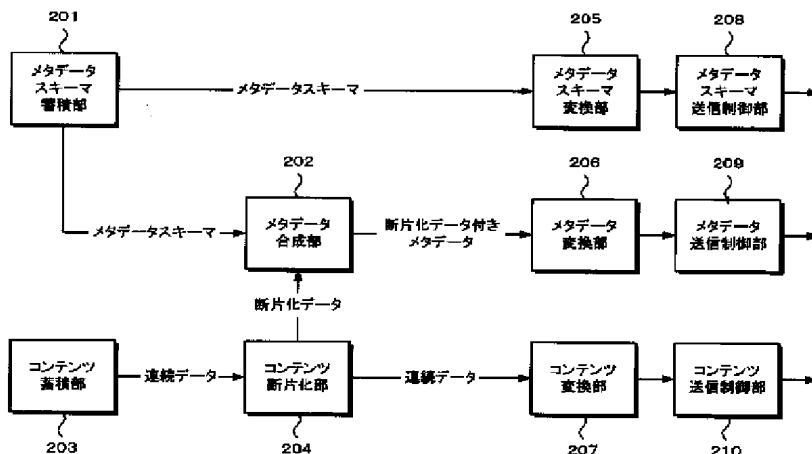 201
205
208
メタデータ
スキーマ
蓄積部
メタデータスキーマ
メタデータ
スキーマ
変換部
メタデータ
スキーマ
送信制御部
202
206
209
メタデータスキーマ
メタデータ
合成部
断片化データ付き
メタデータ
メタデータ
変換部
メタデータ
送信制御部
断片化データ
コンテンツ
蓄積部
連続データ
コンテンツ
断片化部
連続データ
コンテンツ
変換部
コンテンツ
送信制御部
203
204
207
210